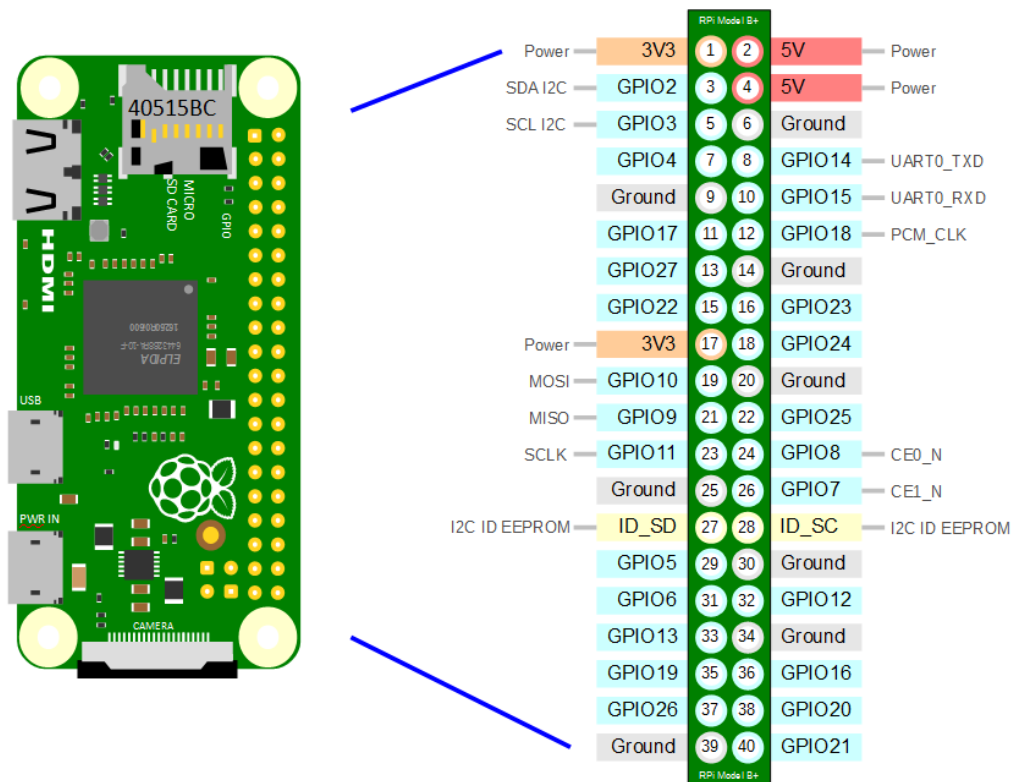 40515BC
MICRO
SD CARD
GPIO
HDMI
ELPIDA
USB
PWR IN
CAMERA
RPi Model B+
Power 3V3 1 2 5V Power
SDA I2C GPIO2 3 4 5V Power
SCL I2C GPIO3 5 6 Ground
GPIO4 7 8 GPIO14 UART0_TXD
Ground 9 10 GPIO15 UART0_RXD
GPIO17 11 12 GPIO18 PCM_CLK
GPIO27 13 14 Ground
GPIO22 15 16 GPIO23
Power 3V3 17 18 GPIO24
MOSI GPIO10 19 20 Ground
MISO GPIO9 21 22 GPIO25
SCLK GPIO11 23 24 GPIO8 CE0_N
Ground 25 26 GPIO7 CE1_N
I2C ID EEPROM ID_SD 27 28 ID_SC I2C ID EEPROM
GPIO5 29 30 Ground
GPIO6 31 32 GPIO12
GPIO13 33 34 Ground
GPIO19 35 36 GPIO16
GPIO26 37 38 GPIO20
Ground 39 40 GPIO21
RPi Model B+